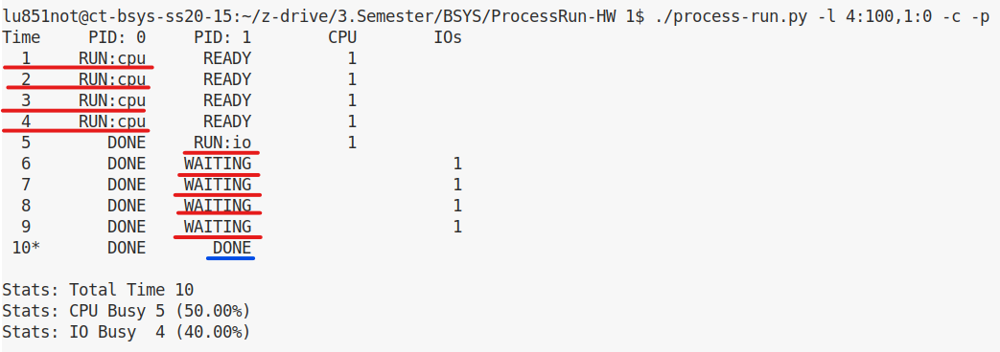 lu851not@ct-bsys-ss20-15:~/z-drive/3.Semester/BSYS/ProcessRun-HW 1$ ./process-run.py -l 4:100,1:0 -c -p
Time     PID: 0     PID: 1        CPU        IOs
  1     RUN:cpu      READY          1
  2     RUN:cpu      READY          1
  3     RUN:cpu      READY          1
  4     RUN:cpu      READY          1
  5        DONE     RUN:io          1
  6        DONE    WAITING                     1
  7        DONE    WAITING                     1
  8        DONE    WAITING                     1
  9        DONE    WAITING                     1
 10*       DONE       DONE
Stats: Total Time 10
Stats: CPU Busy 5 (50.00%)
Stats: IO Busy  4 (40.00%)